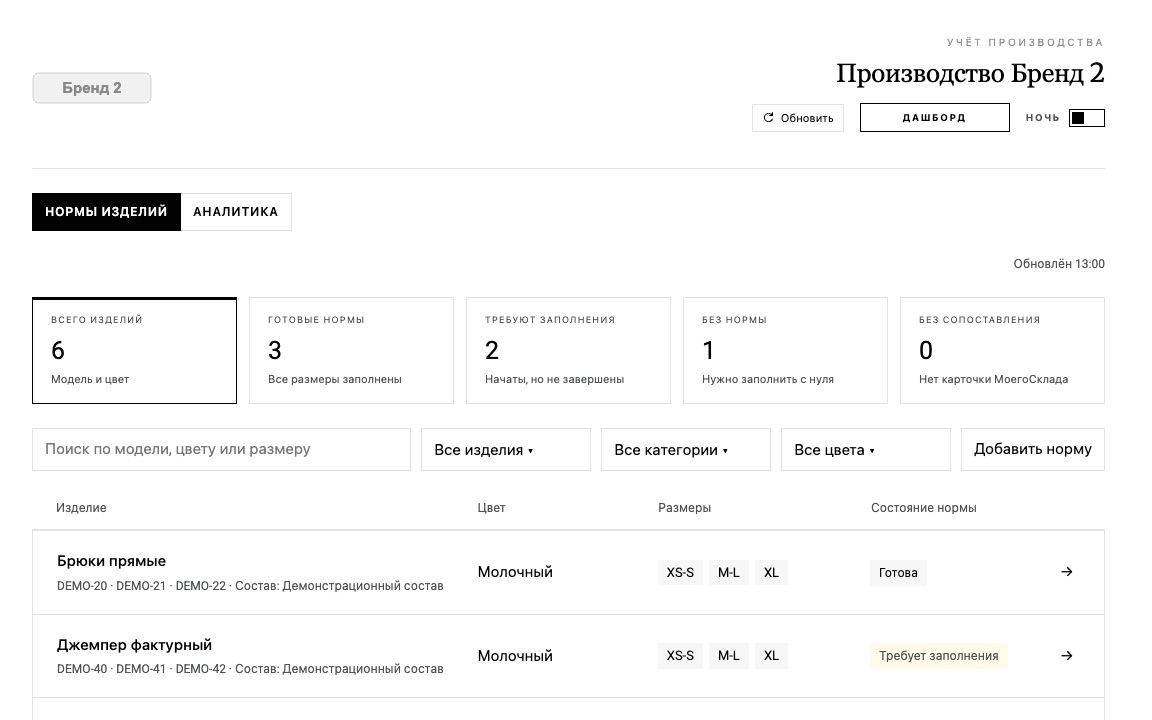 УЧЁТ ПРОИЗВОДСТВА
Бренд 2
Производство Бренд 2
Обновить
ДАШБОРД
НОЧЬ
НОРМЫ ИЗДЕЛИЙ
АНАЛИТИКА
Обновлён 13:00
ВСЕГО ИЗДЕЛИЙ
6
Модель и цвет
ГОТОВЫЕ НОРМЫ
3
Все размеры заполнены
ТРЕБУЮТ ЗАПОЛНЕНИЯ
2
Начаты, но не завершены
БЕЗ НОРМЫ
1
Нужно заполнить с нуля
БЕЗ СОПОСТАВЛЕНИЯ
0
Нет карточки МоегоСклада
Поиск по модели, цвету или размеру
Все изделия ▾
Все категории ▾
Все цвета ▾
Добавить норму
Изделие Цвет Размеры Состояние нормы
Брюки прямые
DEMO-20 · DEMO-21 · DEMO-22 · Состав: Демонстрационный состав
Молочный
XS-S M-L XL
Готова →
Джемпер фактурный
DEMO-40 · DEMO-41 · DEMO-42 · Состав: Демонстрационный состав
Молочный
XS-S M-L XL
Требует заполнения →